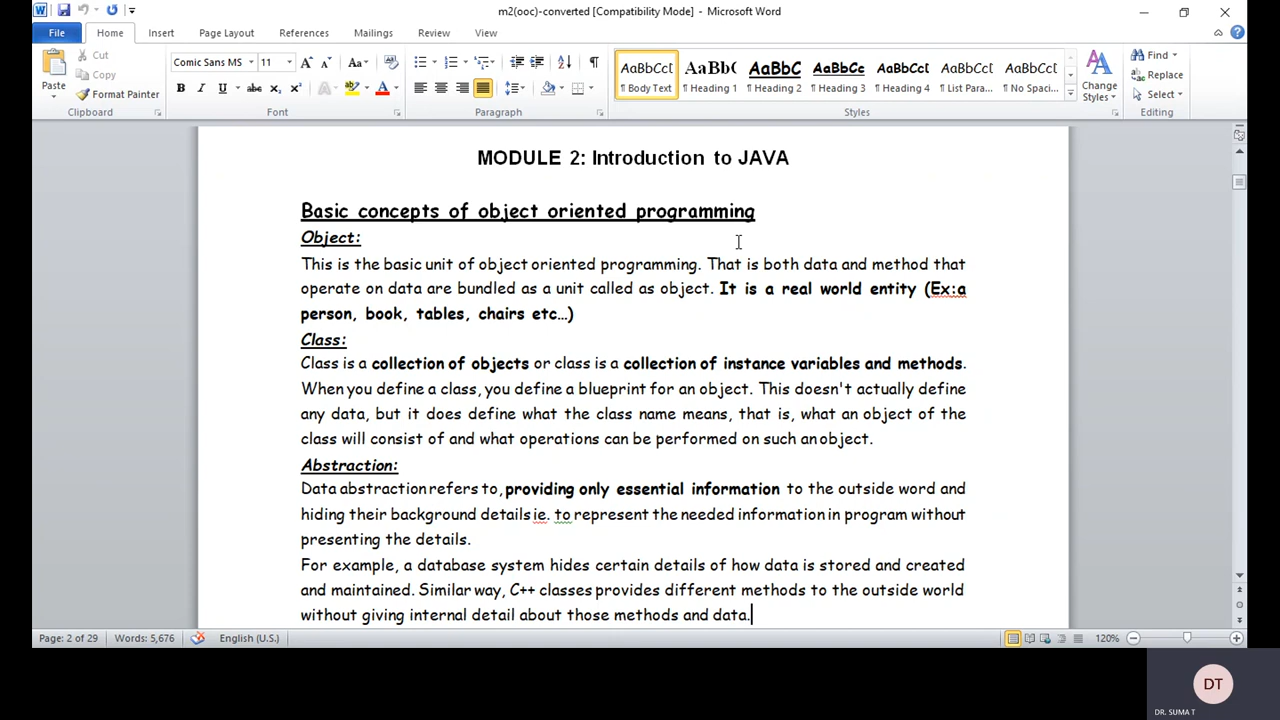 m2(ooc)-converted [Compatibility Mode] - Microsoft Word
File Home Insert Page Layout References Mailings Review View
Paste Cut Copy Format Painter Clipboard
Comic Sans MS 11 Font
Paragraph
AaBbCct AaBb( AaBbC AaBbCc AaBbCct AaBbCct AaBbCct
¶ Body Text ¶ Heading 1 ¶ Heading 2 ¶ Heading 3 ¶ Heading 4 ¶ List Para... ¶ No Spaci...
Styles
Change Styles
Find Replace Select Editing
MODULE 2: Introduction to JAVA
Basic concepts of object oriented programming
Object:
This is the basic unit of object oriented programming. That is both data and method that
operate on data are bundled as a unit called as object. It is a real world entity (Ex:a
person, book, tables, chairs etc…)
Class:
Class is a collection of objects or class is a collection of instance variables and methods.
When you define a class, you define a blueprint for an object. This doesn't actually define
any data, but it does define what the class name means, that is, what an object of the
class will consist of and what operations can be performed on such an object.
Abstraction:
Data abstraction refers to, providing only essential information to the outside word and
hiding their background details ie. to represent the needed information in program without
presenting the details.
For example, a database system hides certain details of how data is stored and created
and maintained. Similar way, C++ classes provides different methods to the outside world
without giving internal detail about those methods and data.
Page: 2 of 29 Words: 5,676 English (U.S.) 120%
DT
DR. SUMA T